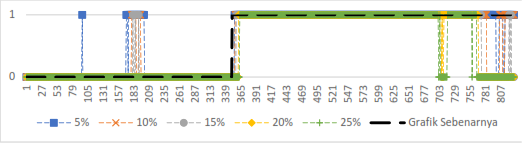 1
0
1 27 53 79 105 131 157 183 209 235 261 287 313 339 365 391 417 443 469 495 521 547 573 599 625 651 677 703 729 755 781 807
5% 10% 15% 20% 25% Grafik Sebenarnya